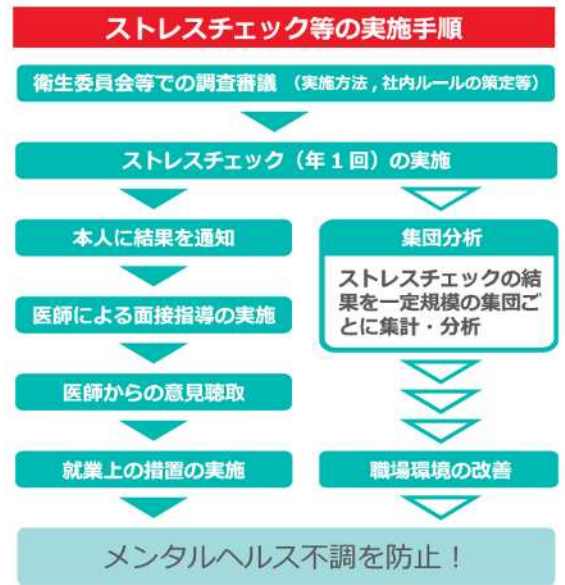 ストレスチェック等の実施手順
衛生委員会等での調査審議 （実施方法 , 社内ルールの策定等）
ストレスチェック（年１回）の実施
本人に結果を通知
医師による面接指導の実施
医師からの意見聴取
就業上の措置の実施
集団分析
ストレスチェックの結
果を一定規模の集団ご
とに集計・分析
職場環境の改善
メンタルヘルス不調を防止！